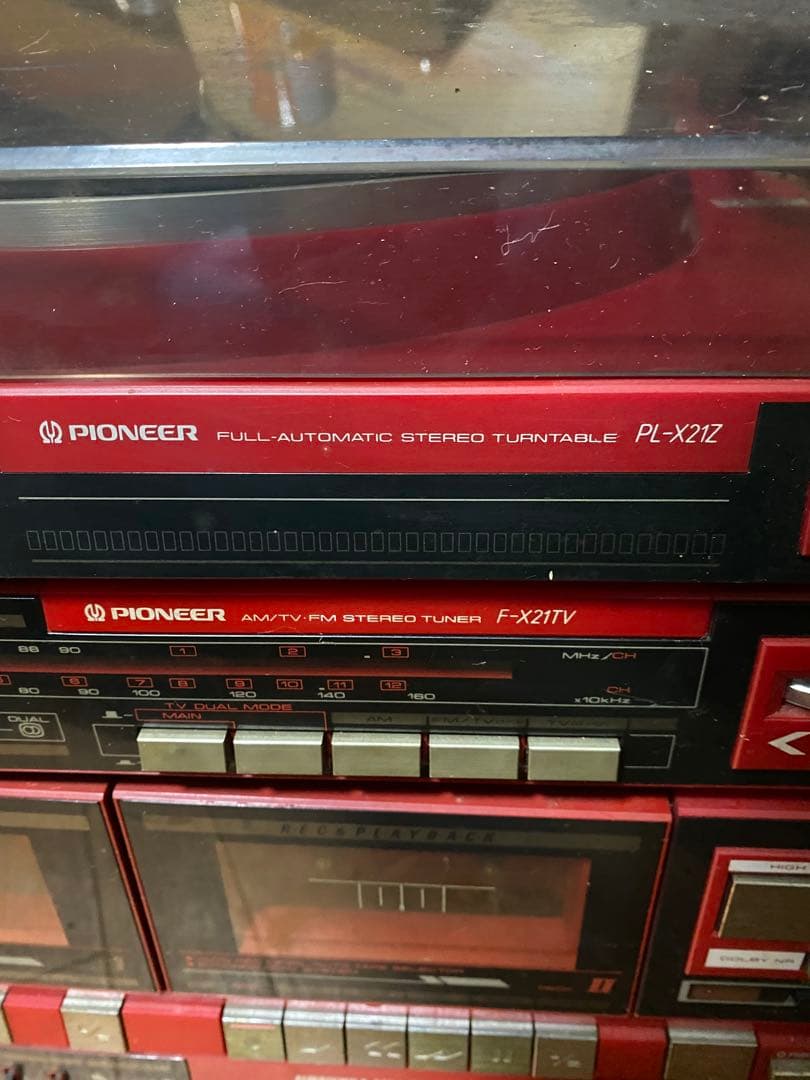 PIONEER FULL-AUTOMATIC STEREO TURNTABLE PL-X21Z
PIONEER AM/TV·FM STEREO TUNER F-X21TV
88 90 1 2 3 MHz/CH
6 7 8 9 10 11 12 CH
80 90 100 120 140 160 x10kHz
TV DUAL MODE
DUAL MAIN AM
REC & PLAYBACK
HIGH
DOLBY NR
II